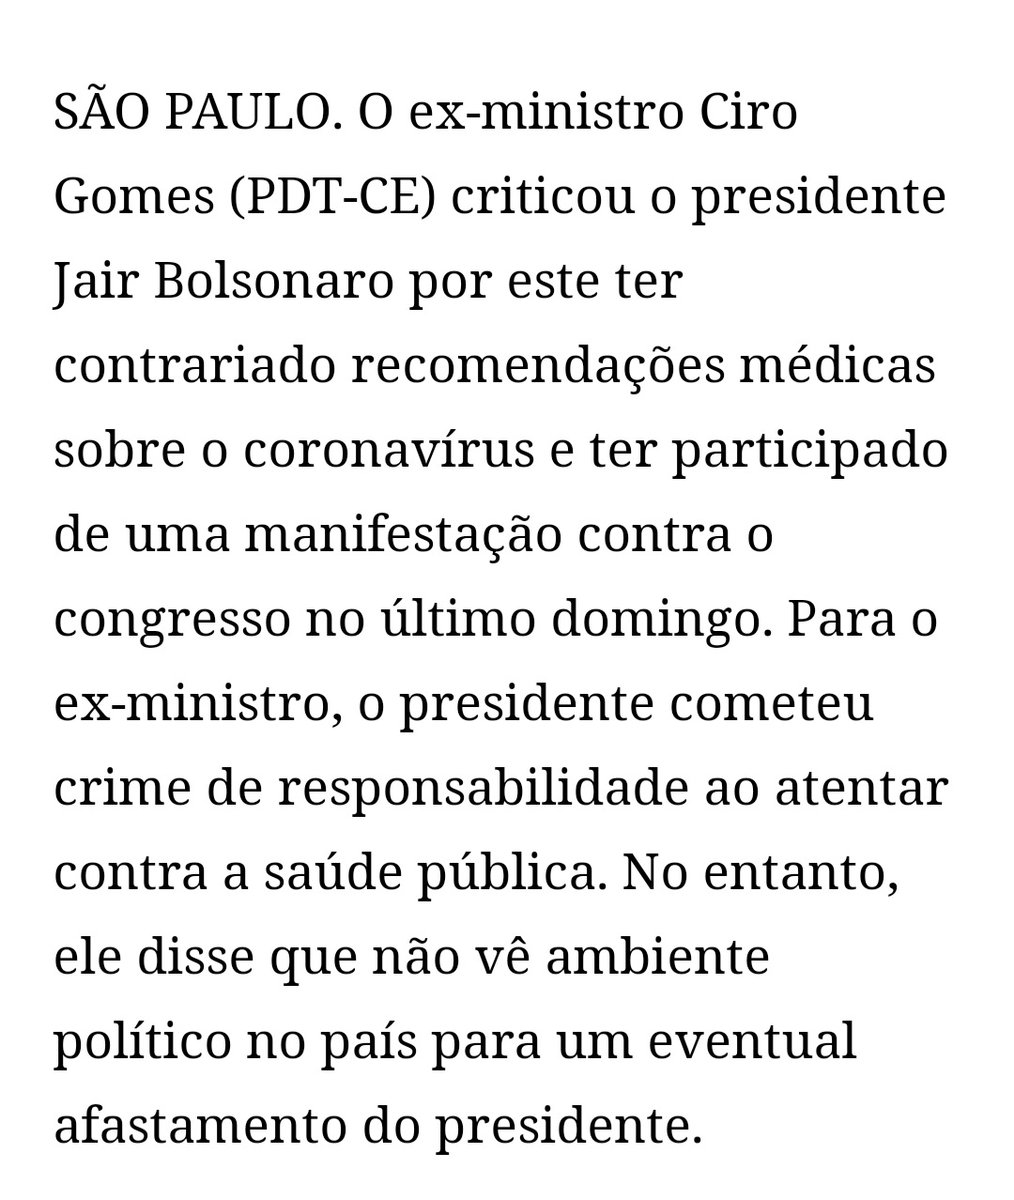 SÃO PAULO. O ex-ministro Ciro
Gomes (PDT-CE) criticou o presidente
Jair Bolsonaro por este ter
contrariado recomendações médicas
sobre o coronavírus e ter participado
de uma manifestação contra o
congresso no último domingo. Para o
ex-ministro, o presidente cometeu
crime de responsabilidade ao atentar
contra a saúde pública. No entanto,
ele disse que não vê ambiente
político no país para um eventual
afastamento do presidente.